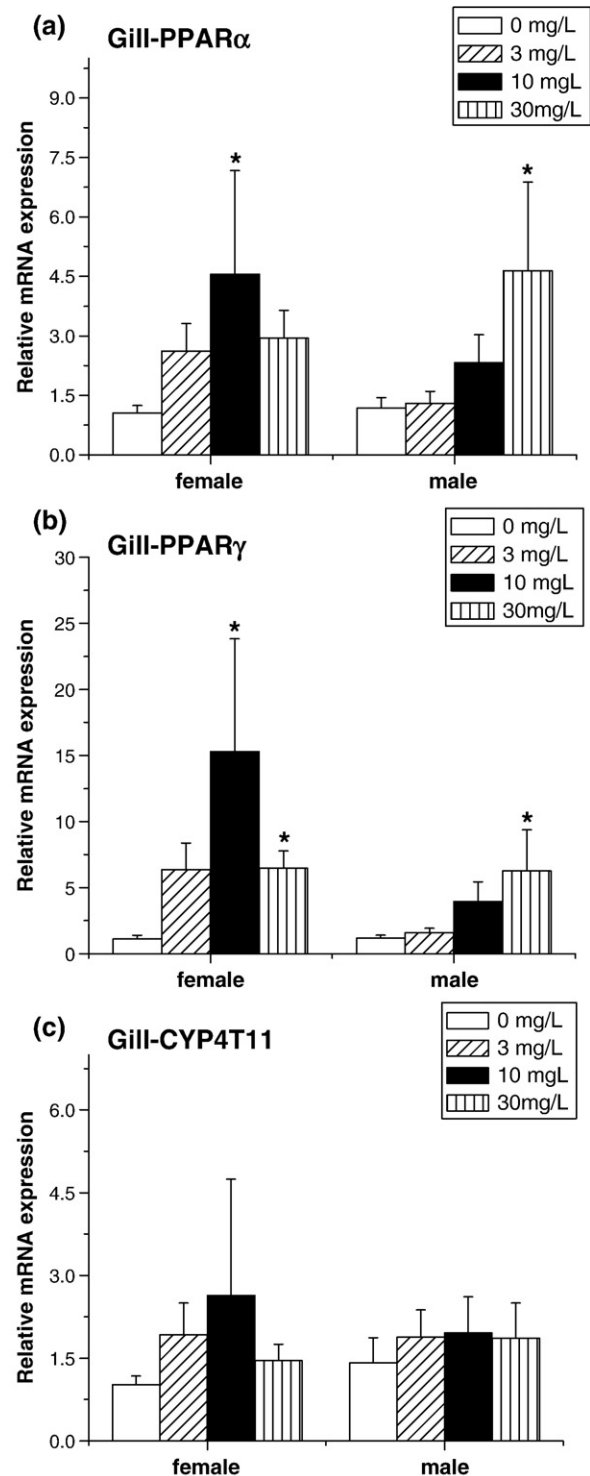 (a) Gill-PPARα
0 mg/L
3 mg/L
10 mgL
30mg/L
Relative mRNA expression
9.0
7.5
6.0
4.5
3.0
1.5
0.0
*
*
female male
(b) Gill-PPARγ
0 mg/L
3 mg/L
10 mgL
30mg/L
Relative mRNA expression
30
25
20
15
10
5
0
*
*
*
female male
(c) Gill-CYP4T11
0 mg/L
3 mg/L
10 mgL
30mg/L
Relative mRNA expression
6.0
4.5
3.0
1.5
0.0
female male